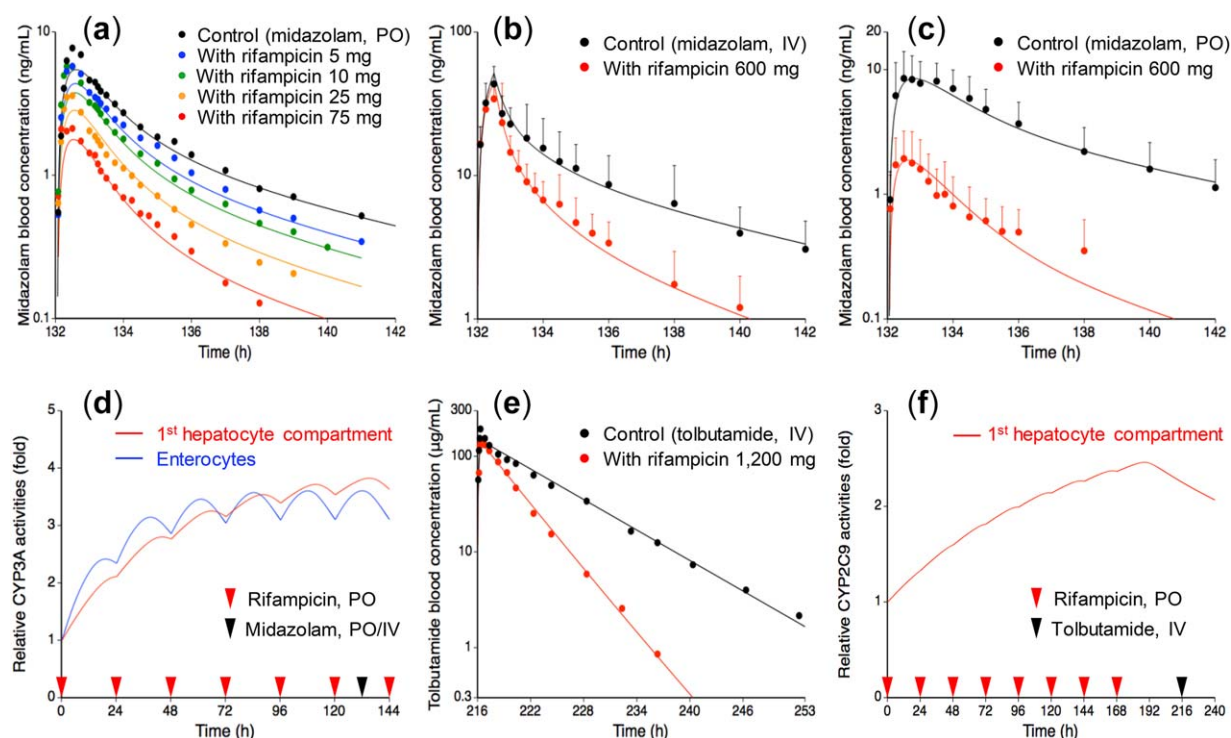 (a)
Midazolam blood concentration (ng/mL)
10
1
0.1
Control (midazolam, PO)
With rifampicin 5 mg
With rifampicin 10 mg
With rifampicin 25 mg
With rifampicin 75 mg
132 134 136 138 140 142
Time (h)
(b)
Midazolam blood concentration (ng/mL)
100
10
1
Control (midazolam, IV)
With rifampicin 600 mg
132 134 136 138 140 142
Time (h)
(c)
Midazolam blood concentration (ng/mL)
20
10
1
0.1
Control (midazolam, PO)
With rifampicin 600 mg
132 134 136 138 140 142
Time (h)
(d)
Relative CYP3A activities (fold)
5
4
3
2
1
0
1st hepatocyte compartment
Enterocytes
Rifampicin, PO
Midazolam, PO/IV
0 24 48 72 96 120 144
Time (h)
(e)
Tolbutamide blood concentration (µg/mL)
300
100
10
1
0.3
Control (tolbutamide, IV)
With rifampicin 1,200 mg
216 222 228 234 240 246 253
Time (h)
(f)
Relative CYP2C9 activities (fold)
3
2
1
0
1st hepatocyte compartment
Rifampicin, PO
Tolbutamide, IV
0 24 48 72 96 120 144 168 192 216 240
Time (h)